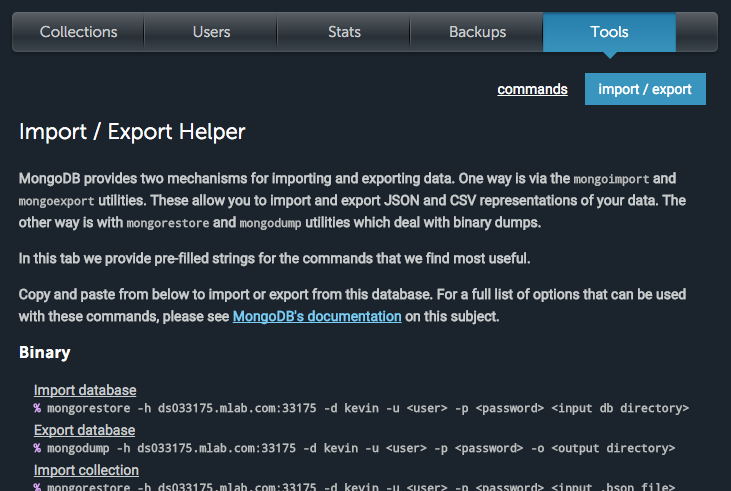 Collections Users Stats Backups Tools
commands import / export
Import / Export Helper
MongoDB provides two mechanisms for importing and exporting data. One way is via the mongoimport and
mongoexport utilities. These allow you to import and export JSON and CSV representations of your data. The
other way is with mongorestore and mongodump utilities which deal with binary dumps.
In this tab we provide pre-filled strings for the commands that we find most useful.
Copy and paste from below to import or export from this database. For a full list of options that can be used
with these commands, please see MongoDB's documentation on this subject.
Binary
Import database
% mongorestore -h ds033175.mlab.com:33175 -d kevin -u <user> -p <password> <input db directory>
Export database
% mongodump -h ds033175.mlab.com:33175 -d kevin -u <user> -p <password> -o <output directory>
Import collection
% mongorestore -h ds033175.mlab.com:33175 -d kevin -u <user> -p <password> <input .bson file>